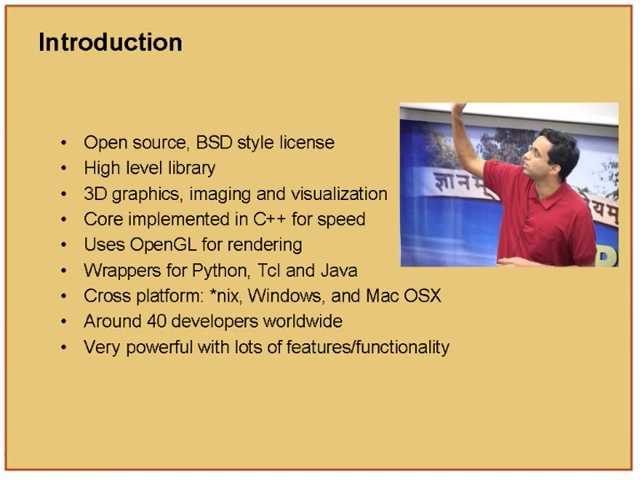 Introduction
• Open source, BSD style license
• High level library
• 3D graphics, imaging and visualization
• Core implemented in C++ for speed
• Uses OpenGL for rendering
• Wrappers for Python, Tcl and Java
• Cross platform: *nix, Windows, and Mac OSX
• Around 40 developers worldwide
• Very powerful with lots of features/functionality
ज्ञानम्